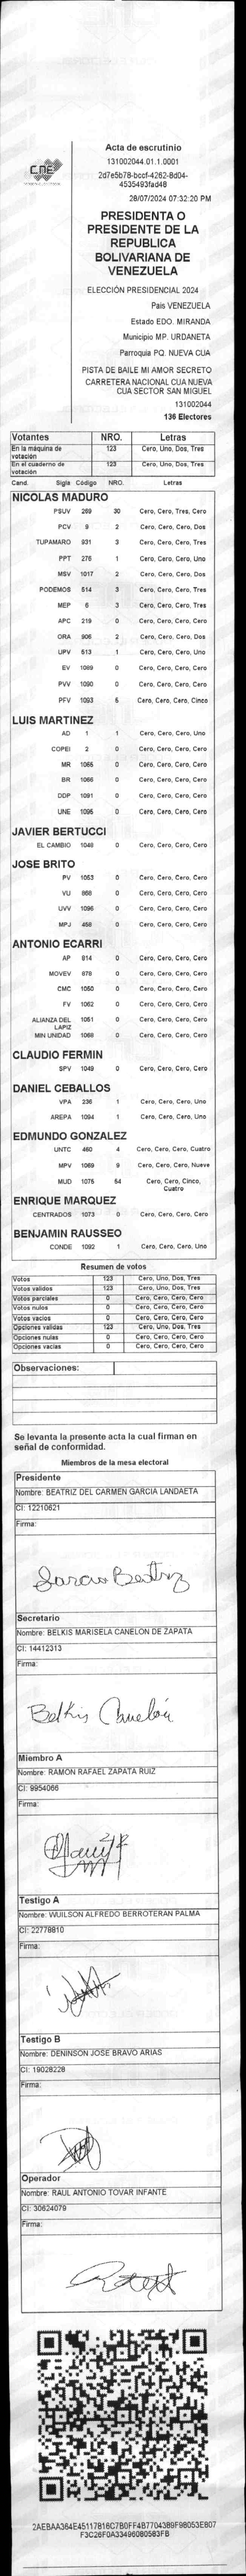 CNE
Acta de escrutinio
131002044.01.1.0001
2d7e5b78-bccf-4262-8d04-
4535493fad48
28/07/2024 07:32:20 PM
PRESIDENTA O
PRESIDENTE DE LA
REPUBLICA
BOLIVARIANA DE
VENEZUELA
ELECCIÓN PRESIDENCIAL 2024
Pais VENEZUELA
Estado EDO. MIRANDA
Municipio MP. URDANETA
Parroquia PQ. NUEVA CUA
PISTA DE BAILE MI AMOR SECRETO
CARRETERA NACIONAL CUA NUEVA
CUA SECTOR SAN MIGUEL
131002044
136 Electores
Votantes NRO. Letras
En la máquina de votación 123 Cero, Uno, Dos, Tres
En el cuaderno de votación 123 Cero, Uno, Dos, Tres
Cand. Sigla Código NRO. Letras
NICOLAS MADURO
PSUV 269 30 Cero, Cero, Tres, Cero
PCV 9 2 Cero, Cero, Cero, Dos
TUPAMARO 931 3 Cero, Cero, Cero, Tres
PPT 276 1 Cero, Cero, Cero, Uno
MSV 1017 2 Cero, Cero, Cero, Dos
PODEMOS 514 3 Cero, Cero, Cero, Tres
MEP 6 3 Cero, Cero, Cero, Tres
APC 219 0 Cero, Cero, Cero, Cero
ORA 906 2 Cero, Cero, Cero, Dos
UPV 513 1 Cero, Cero, Cero, Uno
EV 1089 0 Cero, Cero, Cero, Cero
PVV 1090 0 Cero, Cero, Cero, Cero
PFV 1093 5 Cero, Cero, Cero, Cinco
LUIS MARTINEZ
AD 1 1 Cero, Cero, Cero, Uno
COPEI 2 0 Cero, Cero, Cero, Cero
MR 1065 0 Cero, Cero, Cero, Cero
BR 1066 0 Cero, Cero, Cero, Cero
DDP 1091 0 Cero, Cero, Cero, Cero
UNE 1095 0 Cero, Cero, Cero, Cero
JAVIER BERTUCCI
EL CAMBIO 1048 0 Cero, Cero, Cero, Cero
JOSE BRITO
PV 1053 0 Cero, Cero, Cero, Cero
VU 868 0 Cero, Cero, Cero, Cero
UVV 1096 0 Cero, Cero, Cero, Cero
MPJ 458 0 Cero, Cero, Cero, Cero
ANTONIO ECARRI
AP 814 0 Cero, Cero, Cero, Cero
MOVEV 878 0 Cero, Cero, Cero, Cero
CMC 1050 0 Cero, Cero, Cero, Cero
FV 1062 0 Cero, Cero, Cero, Cero
ALIANZA DEL LAPIZ 1051 0 Cero, Cero, Cero, Cero
MIN UNIDAD 1068 0 Cero, Cero, Cero, Cero
CLAUDIO FERMIN
SPV 1049 0 Cero, Cero, Cero, Cero
DANIEL CEBALLOS
VPA 236 1 Cero, Cero, Cero, Uno
AREPA 1094 1 Cero, Cero, Cero, Uno
EDMUNDO GONZALEZ
UNTC 460 4 Cero, Cero, Cero, Cuatro
MPV 1069 9 Cero, Cero, Cero, Nueve
MUD 1075 54 Cero, Cero, Cinco,
Cuatro
ENRIQUE MARQUEZ
CENTRADOS 1073 0 Cero, Cero, Cero, Cero
BENJAMIN RAUSSEO
CONDE 1092 1 Cero, Cero, Cero, Uno
Resumen de votos
Votos 123 Cero, Uno, Dos, Tres
Votos validos 123 Cero, Uno, Dos, Tres
Votos parciales 0 Cero, Cero, Cero, Cero
Votos nulos 0 Cero, Cero, Cero, Cero
Votos vacios 0 Cero, Cero, Cero, Cero
Opciones validas 123 Cero, Uno, Dos, Tres
Opciones nulas 0 Cero, Cero, Cero, Cero
Opciones vacias 0 Cero, Cero, Cero, Cero
Observaciones:
Se levanta la presente acta la cual firman en
señal de conformidad.
Miembros de la mesa electoral
Presidente
Nombre: BEATRIZ DEL CARMEN GARCIA LANDAETA
CI: 12210621
Firma:
Garcia Beatriz
Secretario
Nombre: BELKIS MARISELA CANELON DE ZAPATA
CI: 14412313
Firma:
Belkis Canelón
Miembro A
Nombre: RAMON RAFAEL ZAPATA RUIZ
CI: 9954066
Firma:
Testigo A
Nombre: WUILSON ALFREDO BERROTERAN PALMA
CI: 22778810
Firma:
Testigo B
Nombre: DENINSON JOSE BRAVO ARIAS
CI: 19028228
Firma:
Operador
Nombre: RAUL ANTONIO TOVAR INFANTE
CI: 30624079
Firma:
2AEBAA364E45117816C7B0FF4B77043B9F98053E807
F3C26F0A33496080583FB